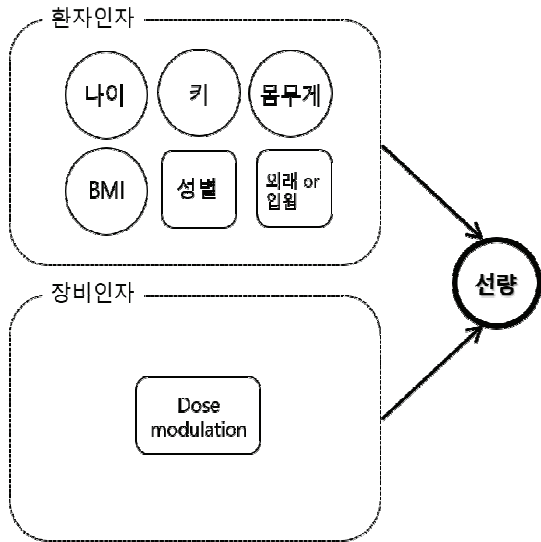 환자인자
나이
키
몸무게
BMI
성별
외래 or
입원
선량
장비인자
Dose
modulation